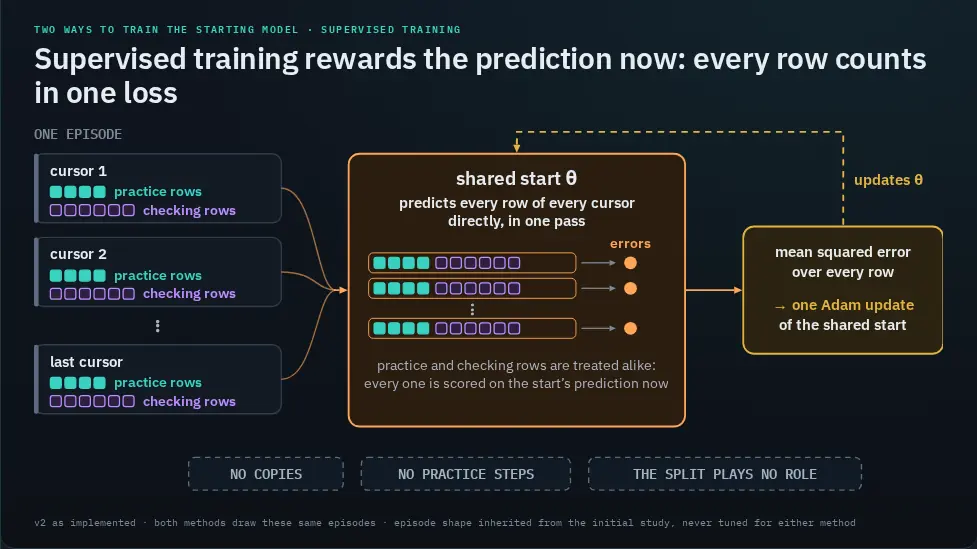 TWO WAYS TO TRAIN THE STARTING MODEL · SUPERVISED TRAINING
Supervised training rewards the prediction now: every row counts
in one loss
ONE EPISODE
cursor 1
practice rows
checking rows
cursor 2
practice rows
checking rows
last cursor
practice rows
checking rows
shared start θ
predicts every row of every cursor
directly, in one pass
errors
practice and checking rows are treated alike:
every one is scored on the start's prediction now
updates θ
mean squared error
over every row
→ one Adam update
of the shared start
NO COPIES
NO PRACTICE STEPS
THE SPLIT PLAYS NO ROLE
v2 as implemented · both methods draw these same episodes · episode shape inherited from the initial study, never tuned for either method